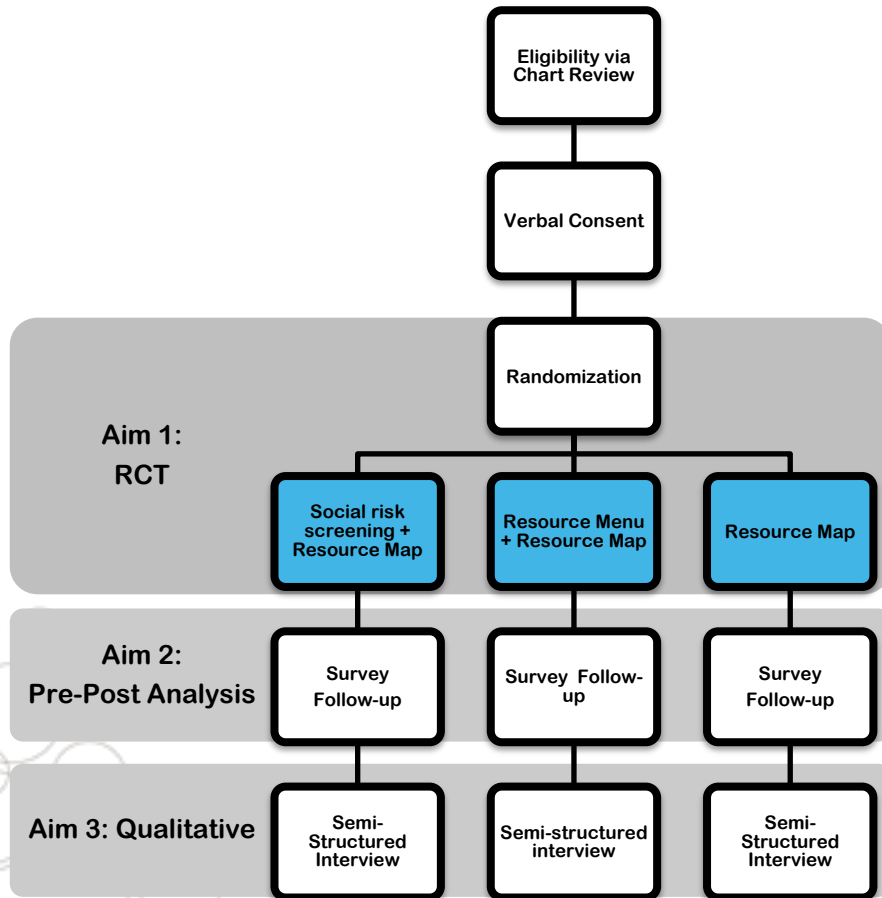 Eligibility via
Chart Review
Verbal Consent
Randomization
Aim 1:
RCT
Social risk
screening +
Resource Map
Resource Menu
+ Resource Map
Resource Map
Aim 2:
Pre-Post Analysis
Survey
Follow-up
Survey Follow-
up
Survey
Follow-up
Aim 3: Qualitative
Semi-
Structured
Interview
Semi-structured
interview
Semi-
Structured
Interview